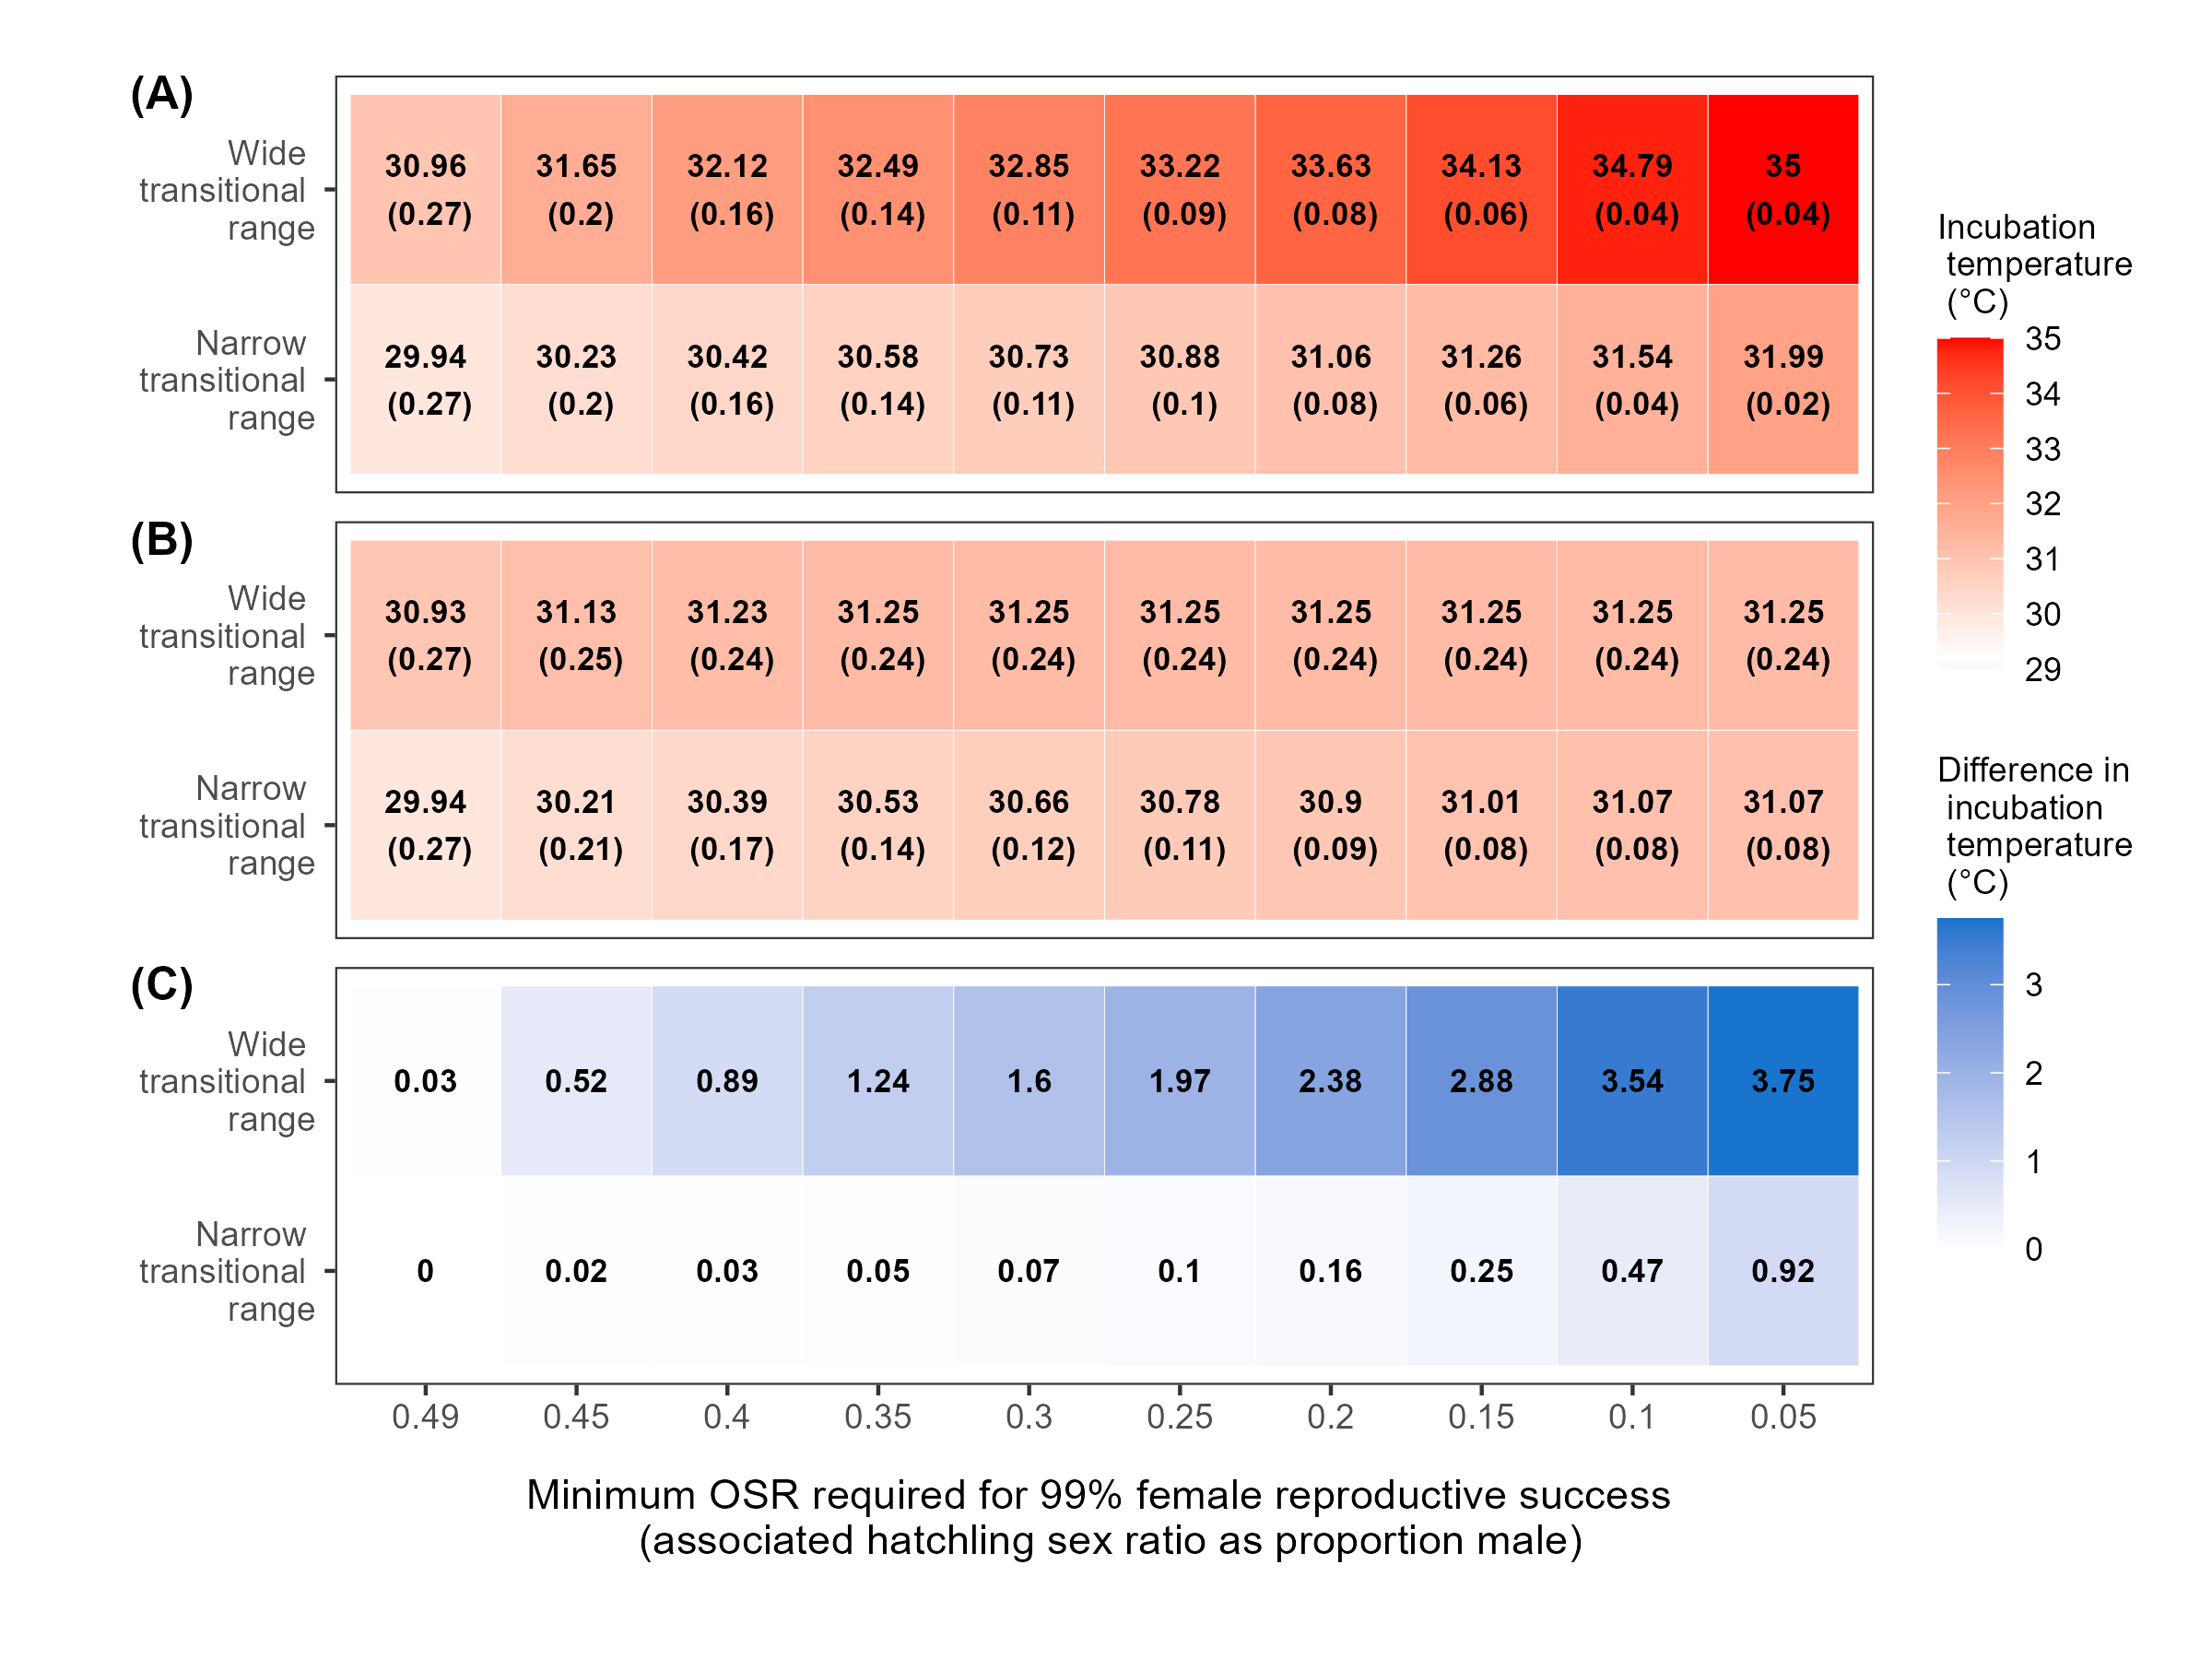 (A)
Wide
transitional
range
30.96 31.65 32.12 32.49 32.85 33.22 33.63 34.13 34.79 35
(0.27) (0.2) (0.16) (0.14) (0.11) (0.09) (0.08) (0.06) (0.04) (0.04)
Narrow
transitional
range
29.94 30.23 30.42 30.58 30.73 30.88 31.06 31.26 31.54 31.99
(0.27) (0.2) (0.16) (0.14) (0.11) (0.1) (0.08) (0.06) (0.04) (0.02)
(B)
Wide
transitional
range
30.93 31.13 31.23 31.25 31.25 31.25 31.25 31.25 31.25 31.25
(0.27) (0.25) (0.24) (0.24) (0.24) (0.24) (0.24) (0.24) (0.24) (0.24)
Narrow
transitional
range
29.94 30.21 30.39 30.53 30.66 30.78 30.9 31.01 31.07 31.07
(0.27) (0.21) (0.17) (0.14) (0.12) (0.11) (0.09) (0.08) (0.08) (0.08)
(C)
Wide
transitional
range
0.03 0.52 0.89 1.24 1.6 1.97 2.38 2.88 3.54 3.75
Narrow
transitional
range
0 0.02 0.03 0.05 0.07 0.1 0.16 0.25 0.47 0.92
0.49 0.45 0.4 0.35 0.3 0.25 0.2 0.15 0.1 0.05
Minimum OSR required for 99% female reproductive success
(associated hatchling sex ratio as proportion male)
Incubation
temperature
(°C)
35
34
33
32
31
30
29
Difference in
incubation
temperature
(°C)
3
2
1
0